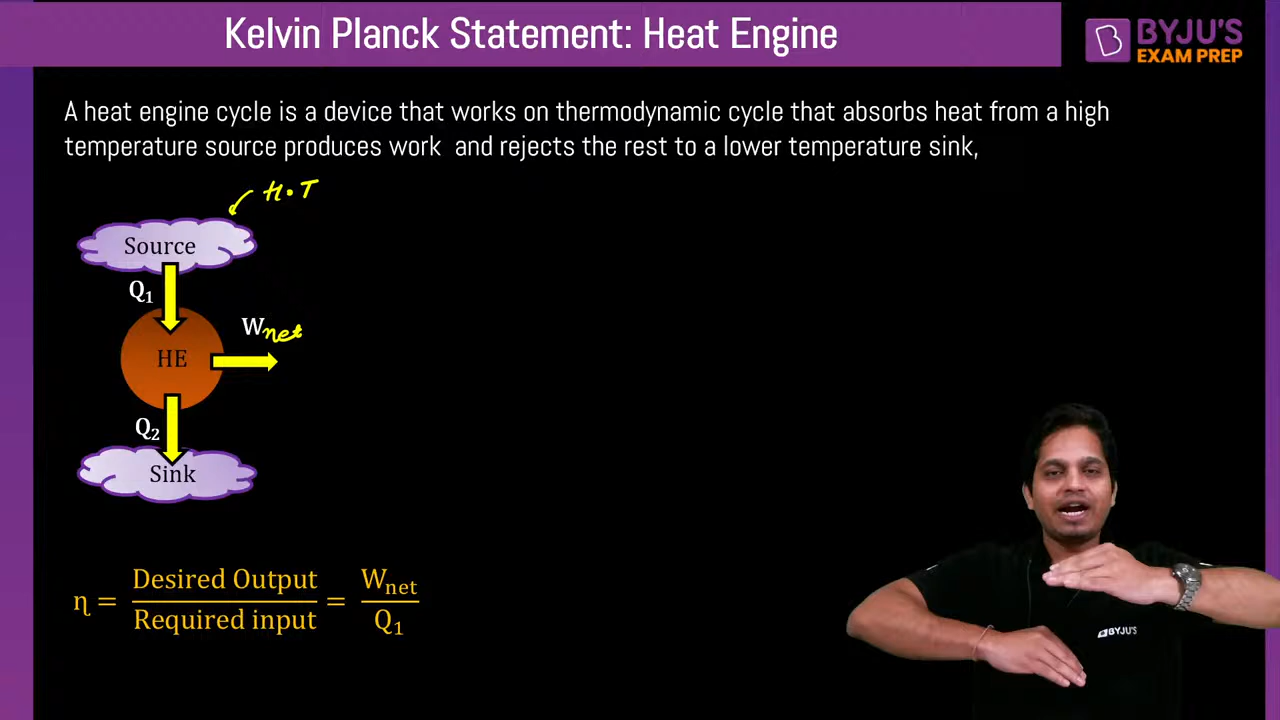 Kelvin Planck Statement: Heat Engine
BYJU'S
EXAM PREP
A heat engine cycle is a device that works on thermodynamic cycle that absorbs heat from a high
temperature source produces work and rejects the rest to a lower temperature sink,
H.T
Source
Q1
Wnet
HE
Q2
Sink
η = Desired Output / Required input = Wnet / Q1
BYJU'S